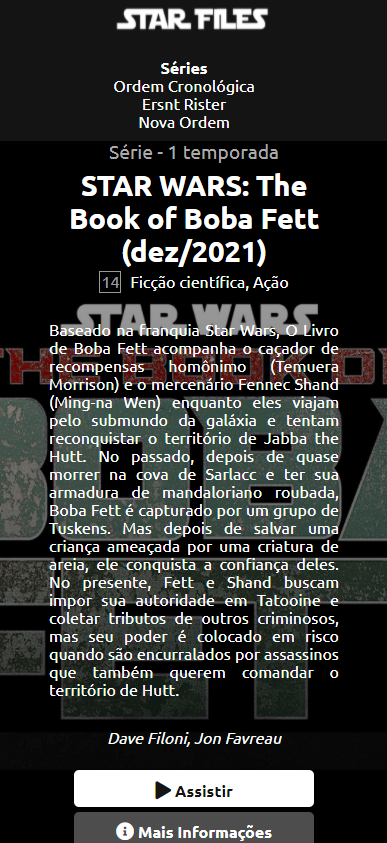 STAR FILES
Séries
Ordem Cronológica
Ersnt Rister
Nova Ordem
Série - 1 temporada
STAR WARS: The
Book of Boba Fett
(dez/2021)
14 Ficção científica, Ação
STAR WARS
THE BOOK OF
BOBA
FETT
Baseado na franquia Star Wars, O Livro
de Boba Fett acompanha o caçador de
recompensas homônimo (Temuera
Morrison) e o mercenário Fennec Shand
(Ming-na Wen) enquanto eles viajam
pelo submundo da galáxia e tentam
reconquistar o território de Jabba the
Hutt. No passado, depois de quase
morrer na cova de Sarlacc e ter sua
armadura de mandaloriano roubada,
Boba Fett é capturado por um grupo de
Tuskens. Mas depois de salvar uma
criança ameaçada por uma criatura de
areia, ele conquista a confiança deles.
No presente, Fett e Shand buscam
impor sua autoridade em Tatooine e
coletar tributos de outros criminosos,
mas seu poder é colocado em risco
quando são encurralados por assassinos
que também querem comandar o
território de Hutt.
Dave Filoni, Jon Favreau
Assistir
Mais Informações